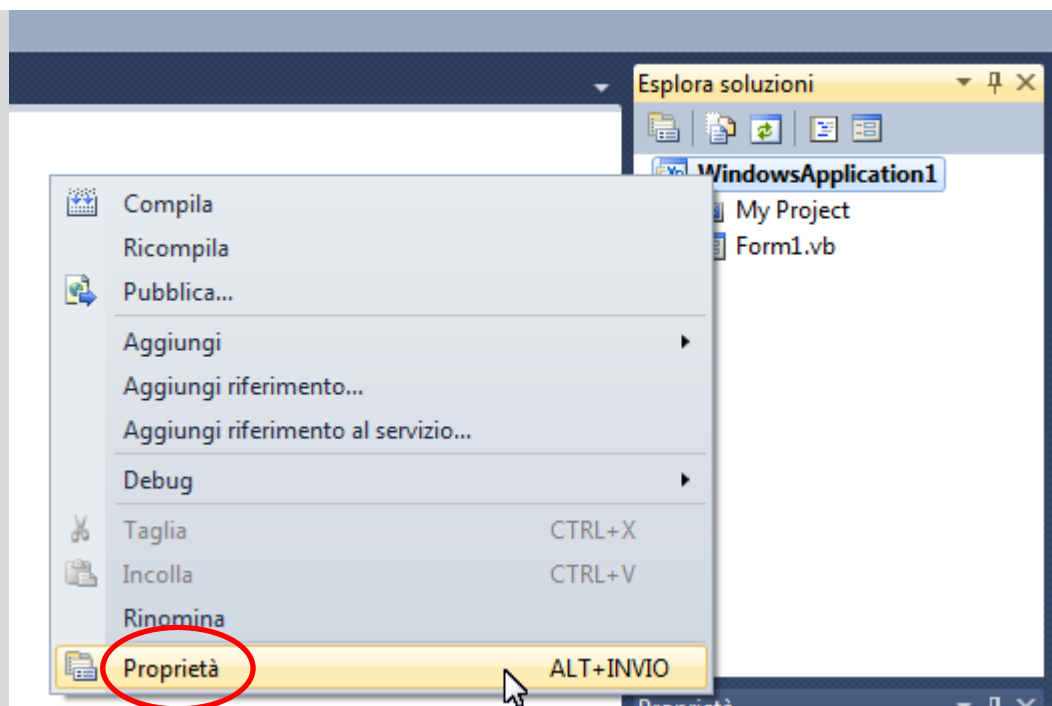 Esplora soluzioni
WindowsApplication1
My Project
Form1.vb
Compila
Ricompila
Pubblica...
Aggiungi
Aggiungi riferimento...
Aggiungi riferimento al servizio...
Debug
Taglia CTRL+X
Incolla CTRL+V
Rinomina
Proprietà ALT+INVIO
Proprietà